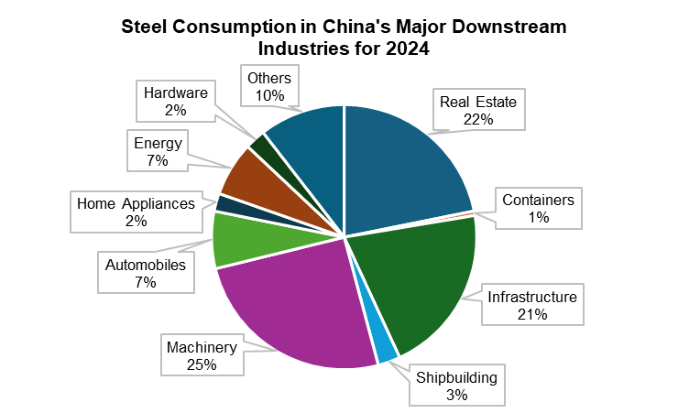 Steel Consumption in China's Major Downstream
Industries for 2024
Others
10%
Real Estate
22%
Containers
1%
Infrastructure
21%
Shipbuilding
3%
Machinery
25%
Automobiles
7%
Home Appliances
2%
Energy
7%
Hardware
2%